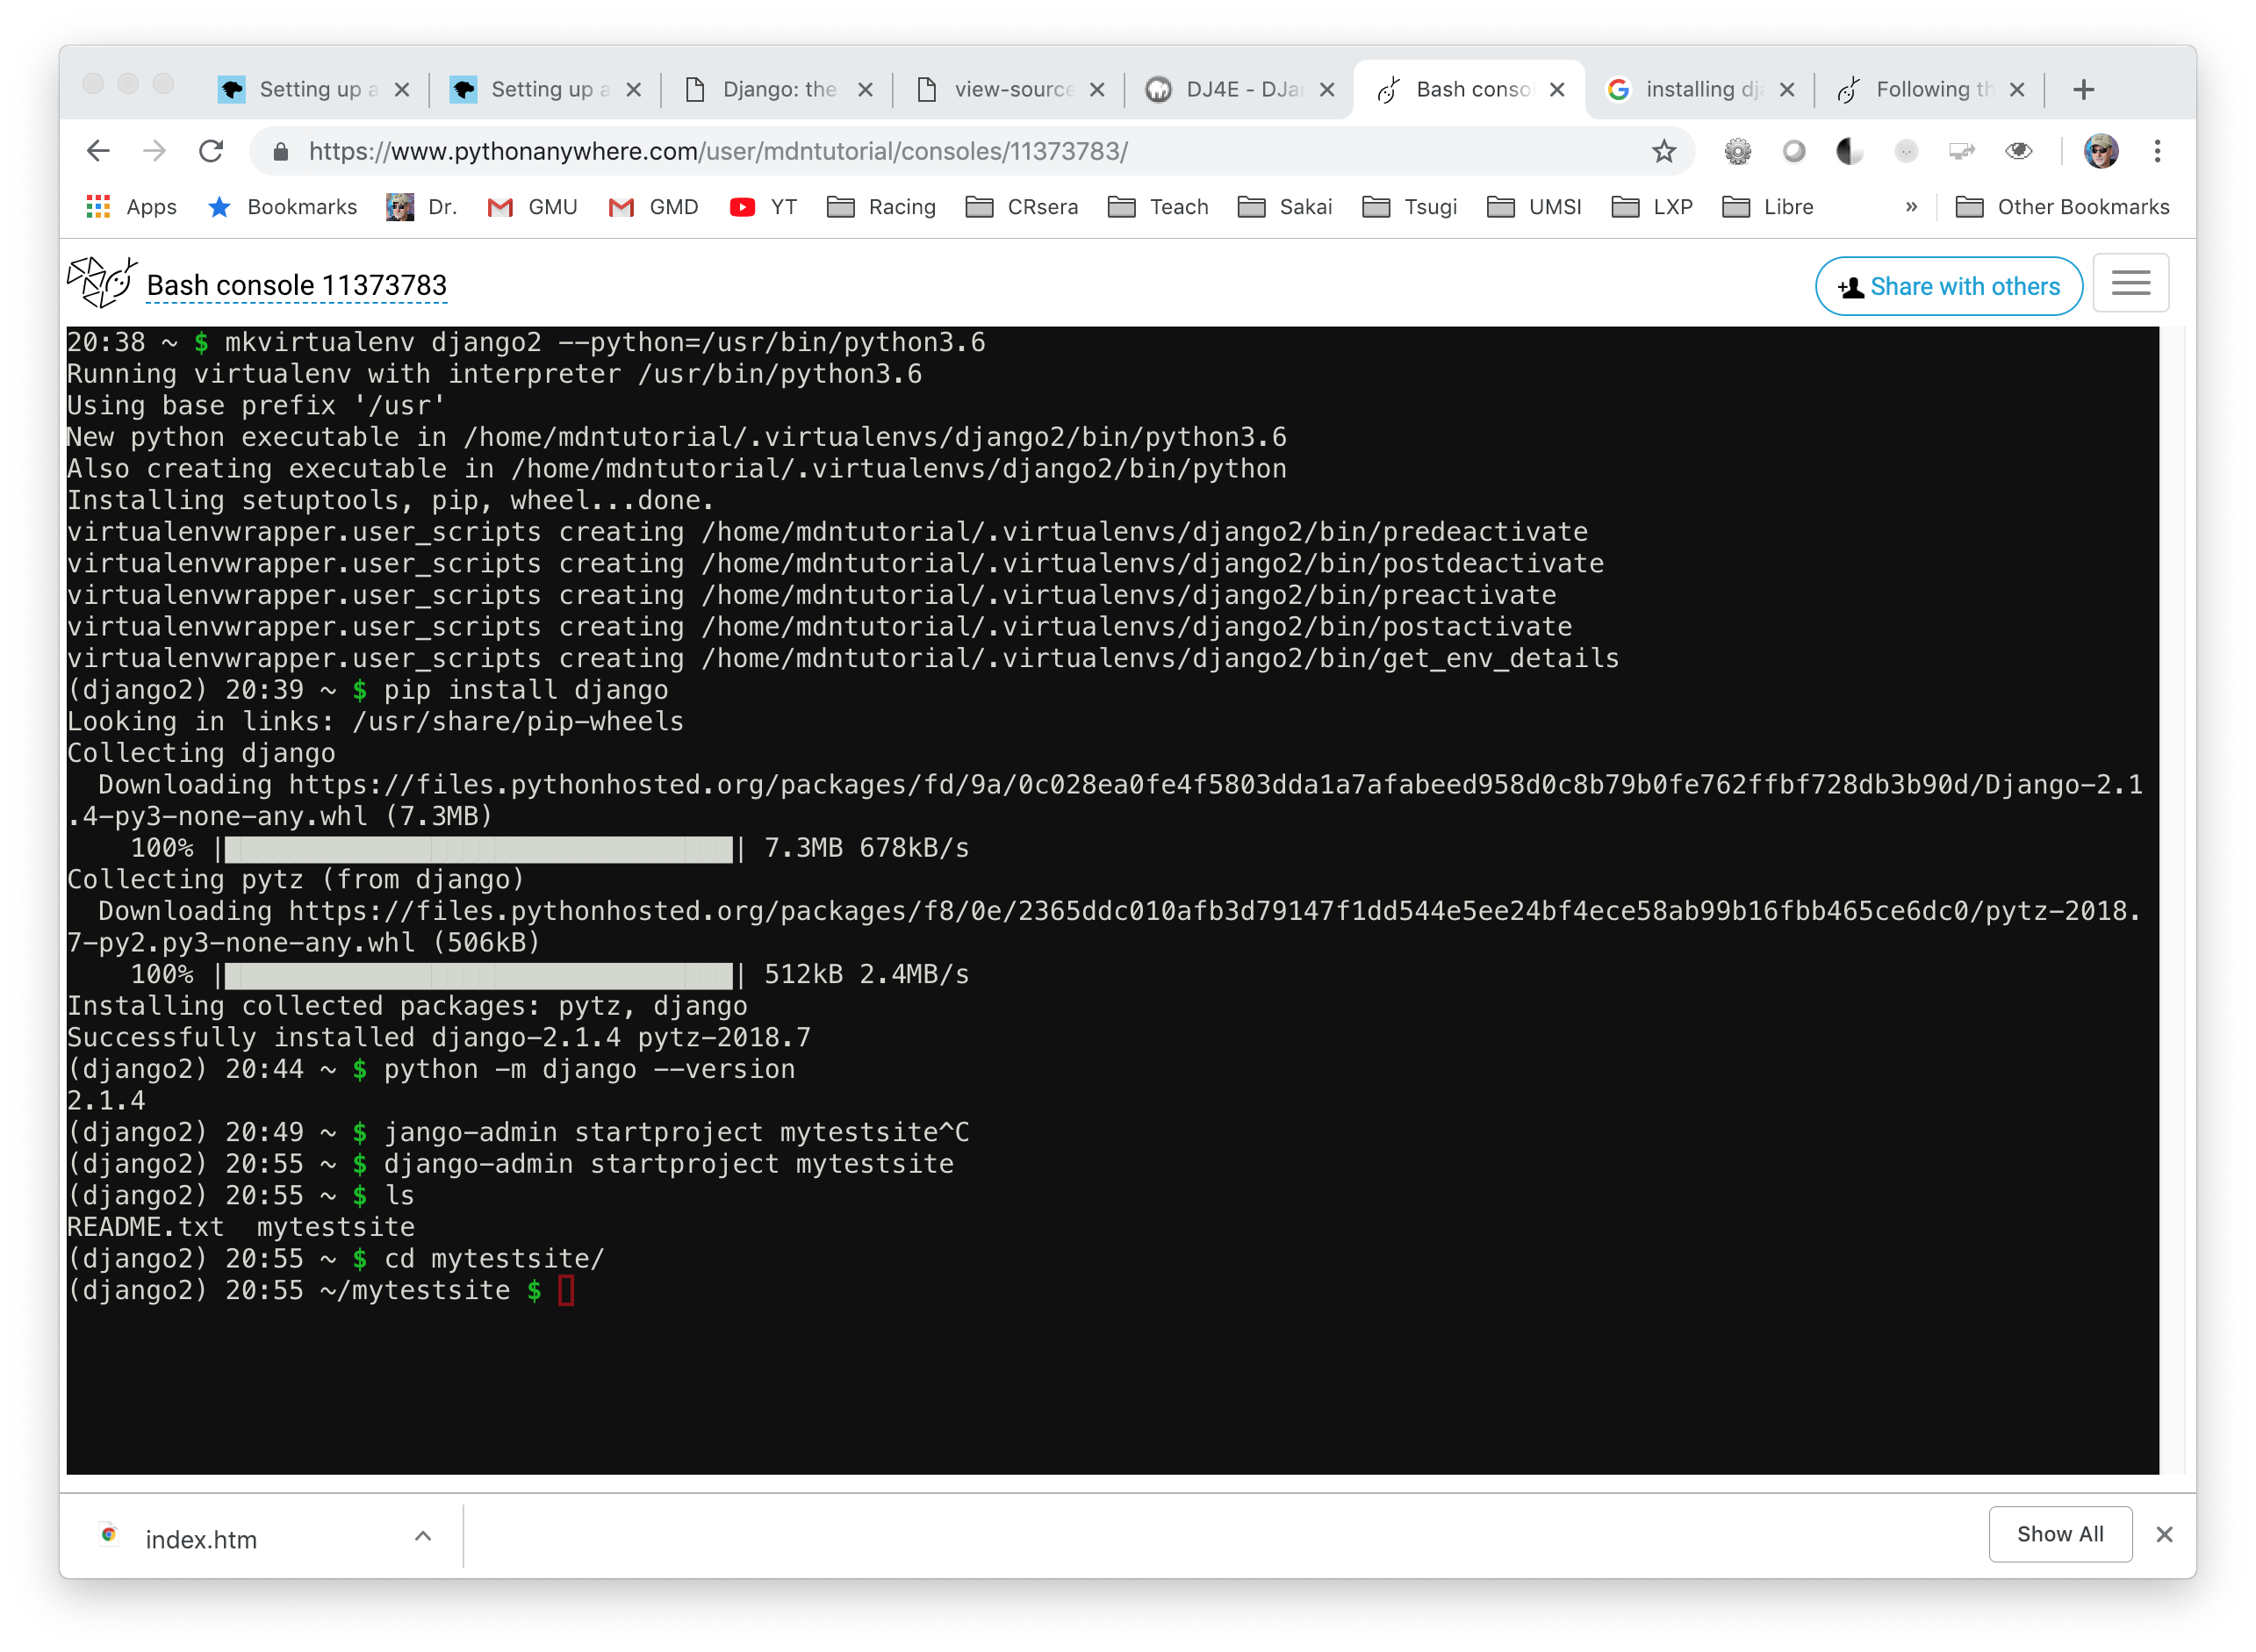 Setup up a
Setting up a
Django: the
view-source
DJ4E - DJan
Bash consol
installing dja
Following th
https://www.pythonanywhere.com/user/mdntutorial/consoles/11373783/
Apps Bookmarks Dr. GMU GMD YT Racing CRsera Teach Sakai Tsugi UMSI LXP Libre » Other Bookmarks
Bash console 11373783
Share with others
20:38 ~ $ mkvirtualenv django2 --python=/usr/bin/python3.6
Running virtualenv with interpreter /usr/bin/python3.6
Using base prefix '/usr'
New python executable in /home/mdntutorial/.virtualenvs/django2/bin/python3.6
Also creating executable in /home/mdntutorial/.virtualenvs/django2/bin/python
Installing setuptools, pip, wheel...done.
virtualenvwrapper.user_scripts creating /home/mdntutorial/.virtualenvs/django2/bin/predeactivate
virtualenvwrapper.user_scripts creating /home/mdntutorial/.virtualenvs/django2/bin/postdeactivate
virtualenvwrapper.user_scripts creating /home/mdntutorial/.virtualenvs/django2/bin/preactivate
virtualenvwrapper.user_scripts creating /home/mdntutorial/.virtualenvs/django2/bin/postactivate
virtualenvwrapper.user_scripts creating /home/mdntutorial/.virtualenvs/django2/bin/get_env_details
(django2) 20:39 ~ $ pip install django
Looking in links: /usr/share/pip-wheels
Collecting django
  Downloading https://files.pythonhosted.org/packages/fd/9a/0c028ea0fe4f5803dda1a7afabeed958d0c8b79b0fe762ffbf728db3b90d/Django-2.1
.4-py3-none-any.whl (7.3MB)
    100% |████████████████████████████████| 7.3MB 678kB/s
Collecting pytz (from django)
  Downloading https://files.pythonhosted.org/packages/f8/0e/2365ddc010afb3d79147f1dd544e5ee24bf4ece58ab99b16fbb465ce6dc0/pytz-2018.
7-py2.py3-none-any.whl (506kB)
    100% |████████████████████████████████| 512kB 2.4MB/s
Installing collected packages: pytz, django
Successfully installed django-2.1.4 pytz-2018.7
(django2) 20:44 ~ $ python -m django --version
2.1.4
(django2) 20:49 ~ $ jango-admin startproject mytestsite^C
(django2) 20:55 ~ $ django-admin startproject mytestsite
(django2) 20:55 ~ $ ls
README.txt  mytestsite
(django2) 20:55 ~ $ cd mytestsite/
(django2) 20:55 ~/mytestsite $
index.htm
Show All